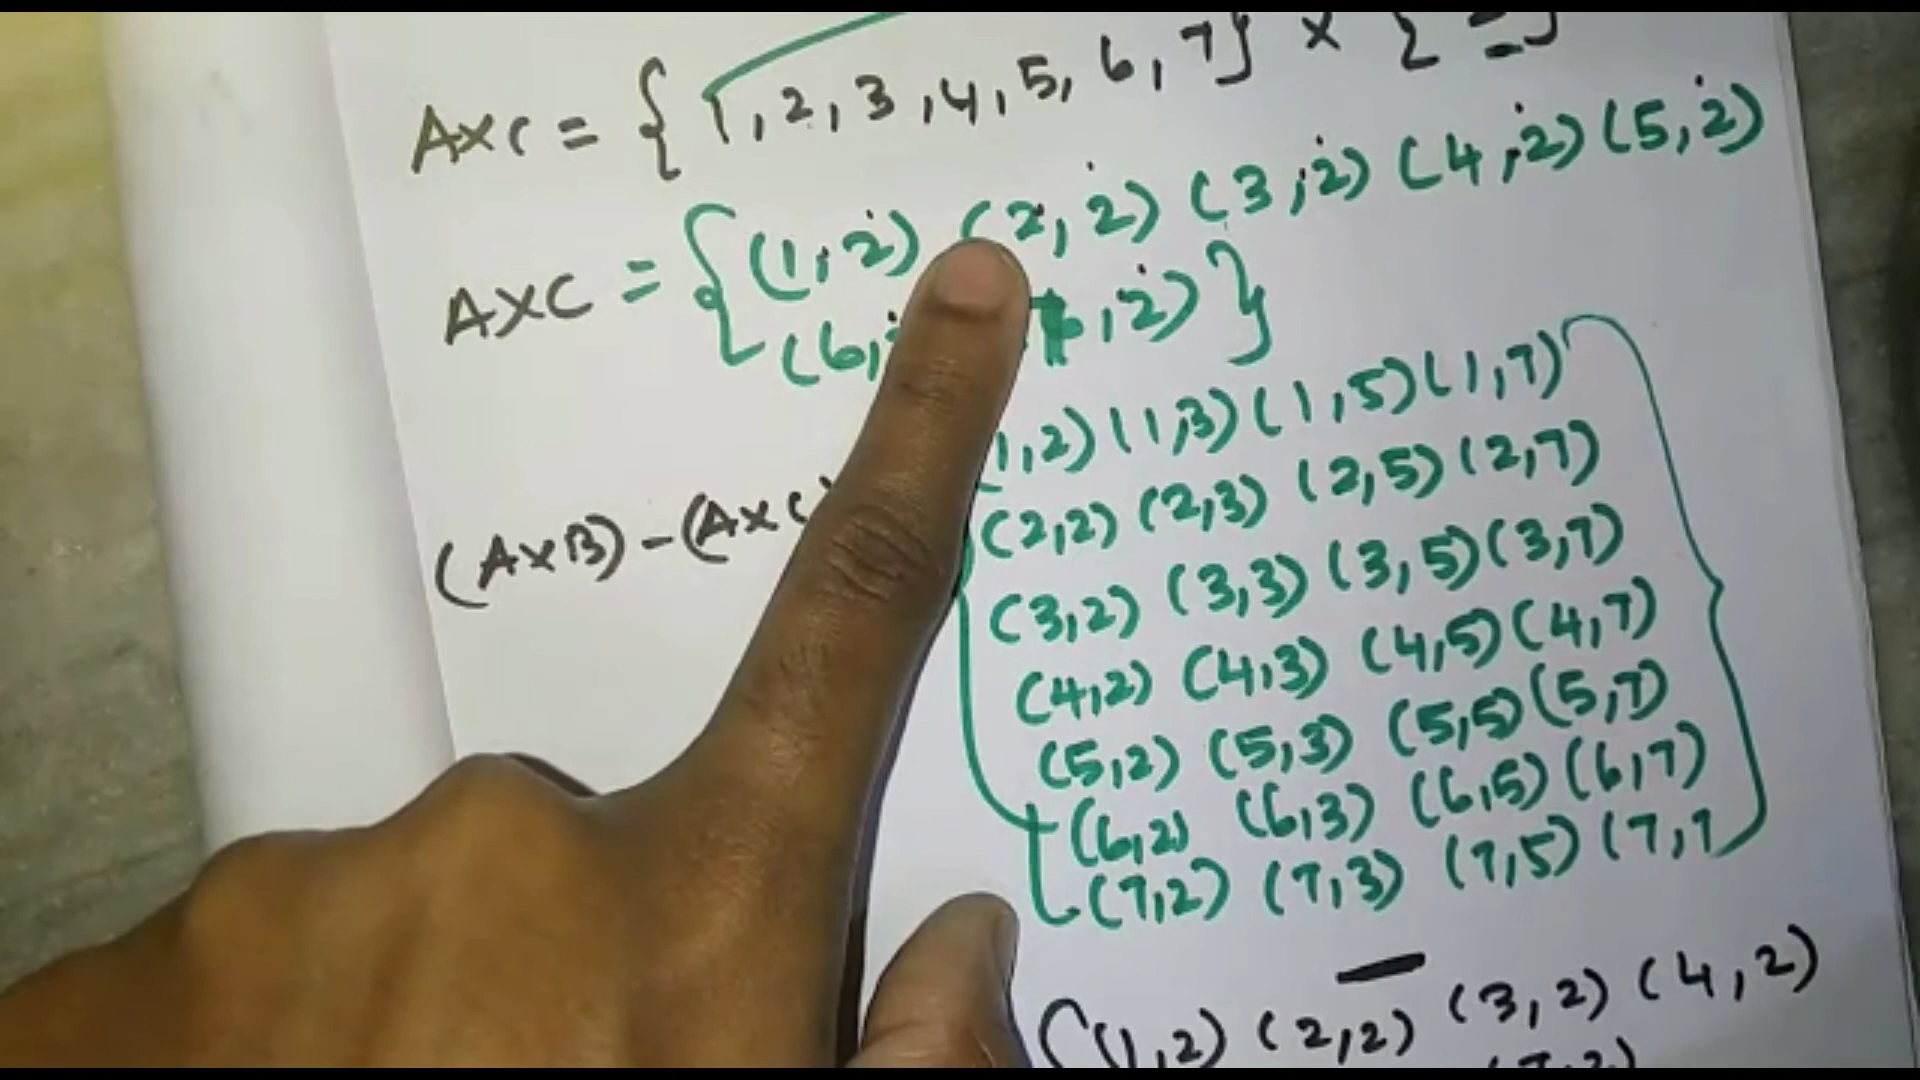 AXC = {1,2,3,4,5,6,7} X {2}
AXC = {(1,2) (2,2) (3,2) (4,2) (5,2)
(6, ,2)}
(AXB) - (AXC)
1,2) (1,3) (1,5) (1,7)
(2,2) (2,3) (2,5) (2,7)
(3,2) (3,3) (3,5) (3,7)
(4,2) (4,3) (4,5) (4,7)
(5,2) (5,3) (5,5) (5,7)
(6,2) (6,3) (6,5) (6,7)
(7,2) (7,3) (7,5) (7,7
-
(1,2) (2,2) (3,2) (4,2)